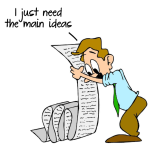 I just need
the main ideas